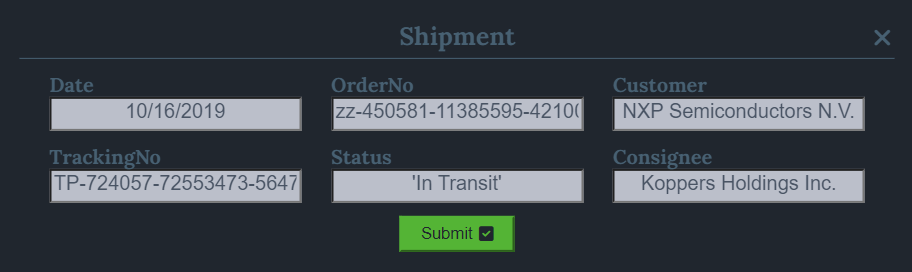 Shipment
Date
OrderNo
Customer
10/16/2019
zz-450581-11385595-4210
NXP Semiconductors N.V.
TrackingNo
Status
Consignee
TP-724057-72553473-5647
'In Transit'
Koppers Holdings Inc.
Submit